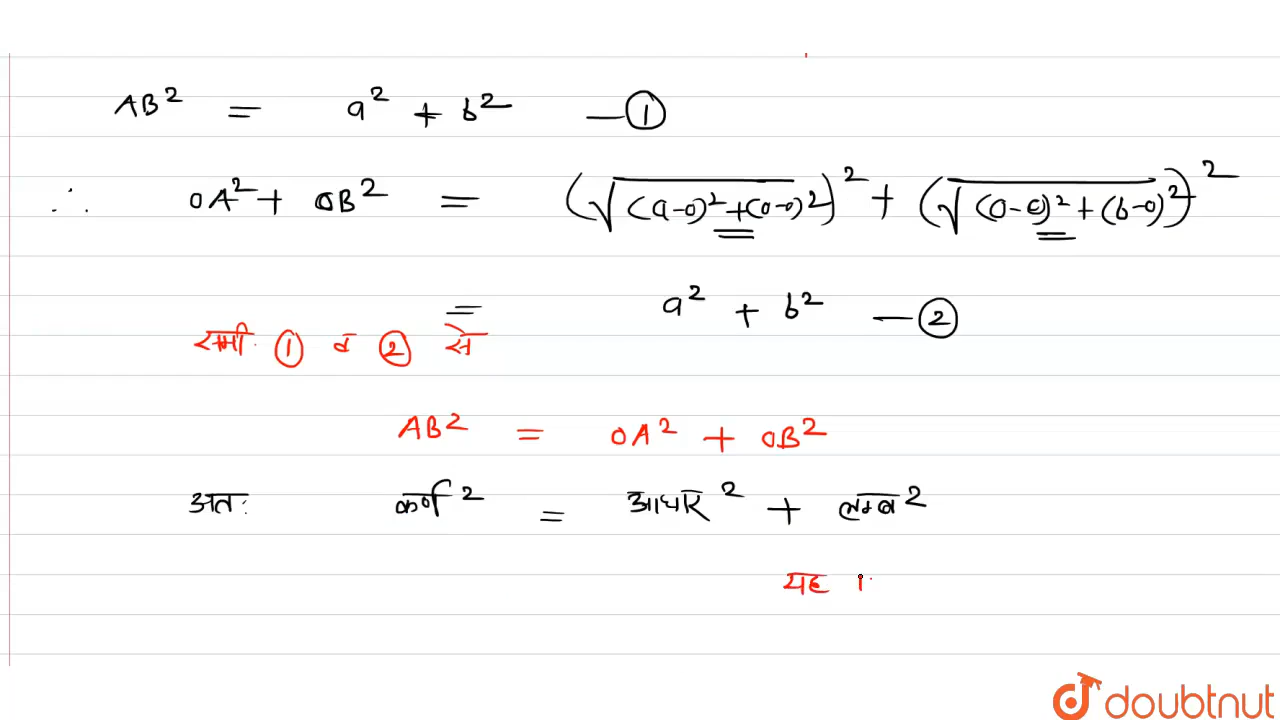 AB² = a² + b² — ①
∴ OA² + OB² = (√(a-0)²+(0-0)²)² + (√(0-0)²+(b-0)²)²
= a² + b² — ②
समी. ① व ② से
AB² = OA² + OB²
अतः कर्ण² = आधार² + लम्ब²
यह
doubtnut